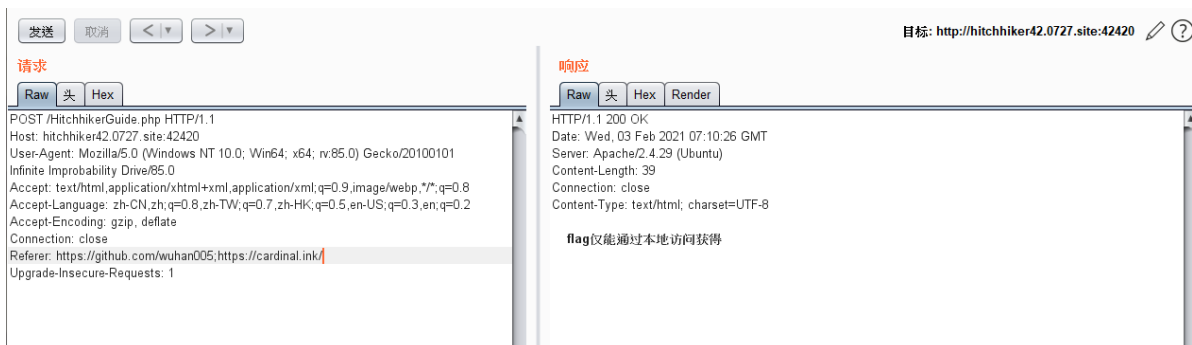 发送 取消 < > 目标: http://hitchhiker42.0727.site:42420 ?
请求
Raw 头 Hex
POST /HitchhikerGuide.php HTTP/1.1
Host: hitchhiker42.0727.site:42420
User-Agent: Mozilla/5.0 (Windows NT 10.0; Win64; x64; rv:85.0) Gecko/20100101
Infinite Improbability Drive/85.0
Accept: text/html,application/xhtml+xml,application/xml;q=0.9,image/webp,*/*;q=0.8
Accept-Language: zh-CN,zh;q=0.8,zh-TW;q=0.7,zh-HK;q=0.5,en-US;q=0.3,en;q=0.2
Accept-Encoding: gzip, deflate
Connection: close
Referer: https://github.com/wuhan005;https://cardinal.ink/
Upgrade-Insecure-Requests: 1
响应
Raw 头 Hex Render
HTTP/1.1 200 OK
Date: Wed, 03 Feb 2021 07:10:26 GMT
Server: Apache/2.4.29 (Ubuntu)
Content-Length: 39
Connection: close
Content-Type: text/html; charset=UTF-8
flag仅能通过本地访问获得